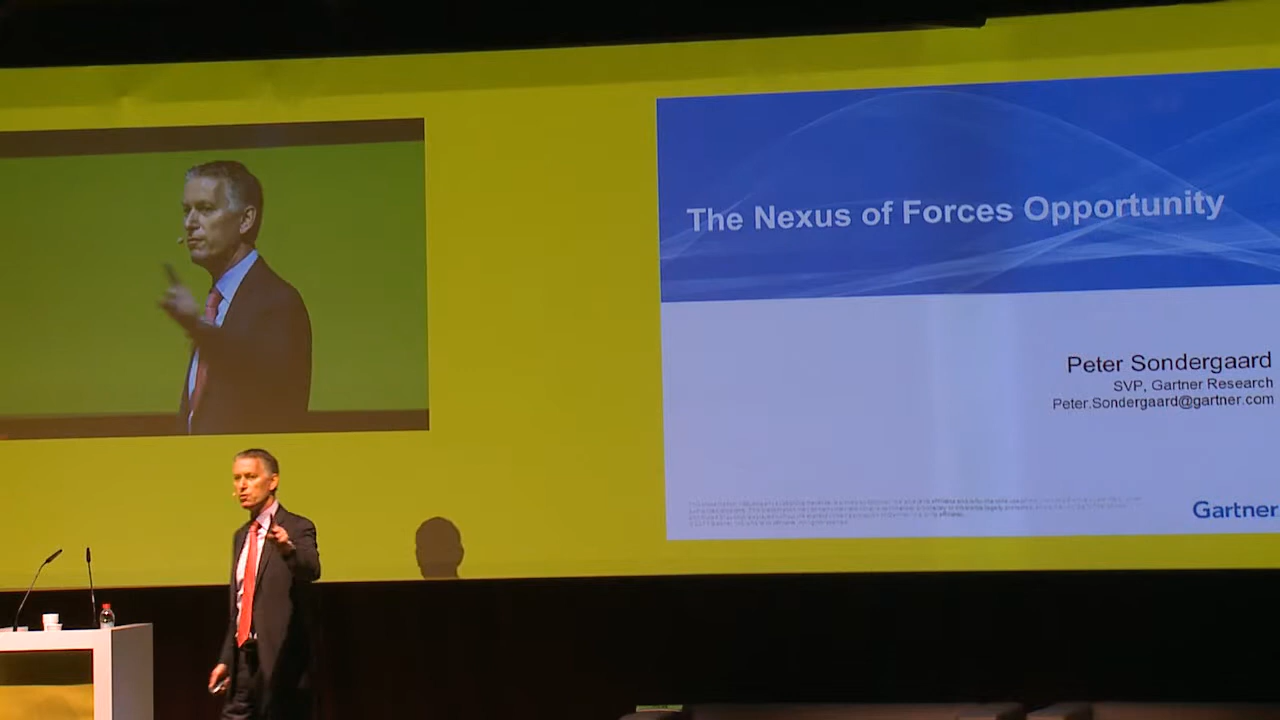 The Nexus of Forces Opportunity
Peter Sondergaard
SVP, Gartner Research
Peter.Sondergaard@gartner.com
Gartner